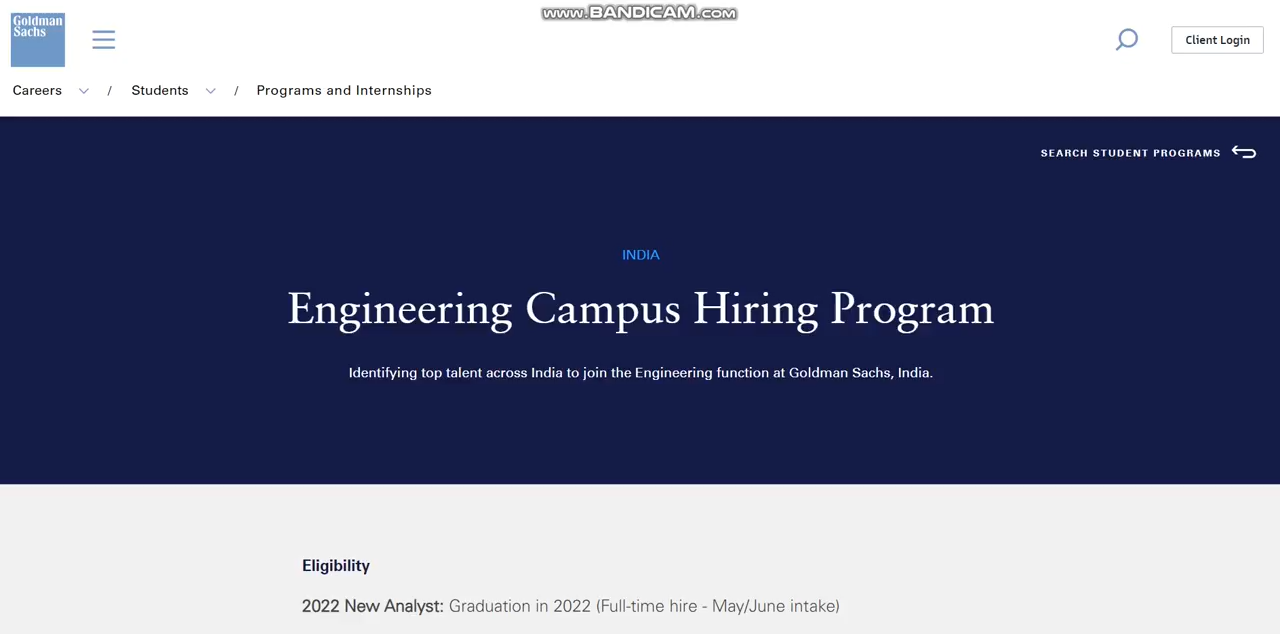 www.BANDICAM.com
Goldman
Sachs
Client Login
Careers / Students / Programs and Internships
SEARCH STUDENT PROGRAMS
INDIA
Engineering Campus Hiring Program
Identifying top talent across India to join the Engineering function at Goldman Sachs, India.
Eligibility
2022 New Analyst: Graduation in 2022 (Full-time hire - May/June intake)